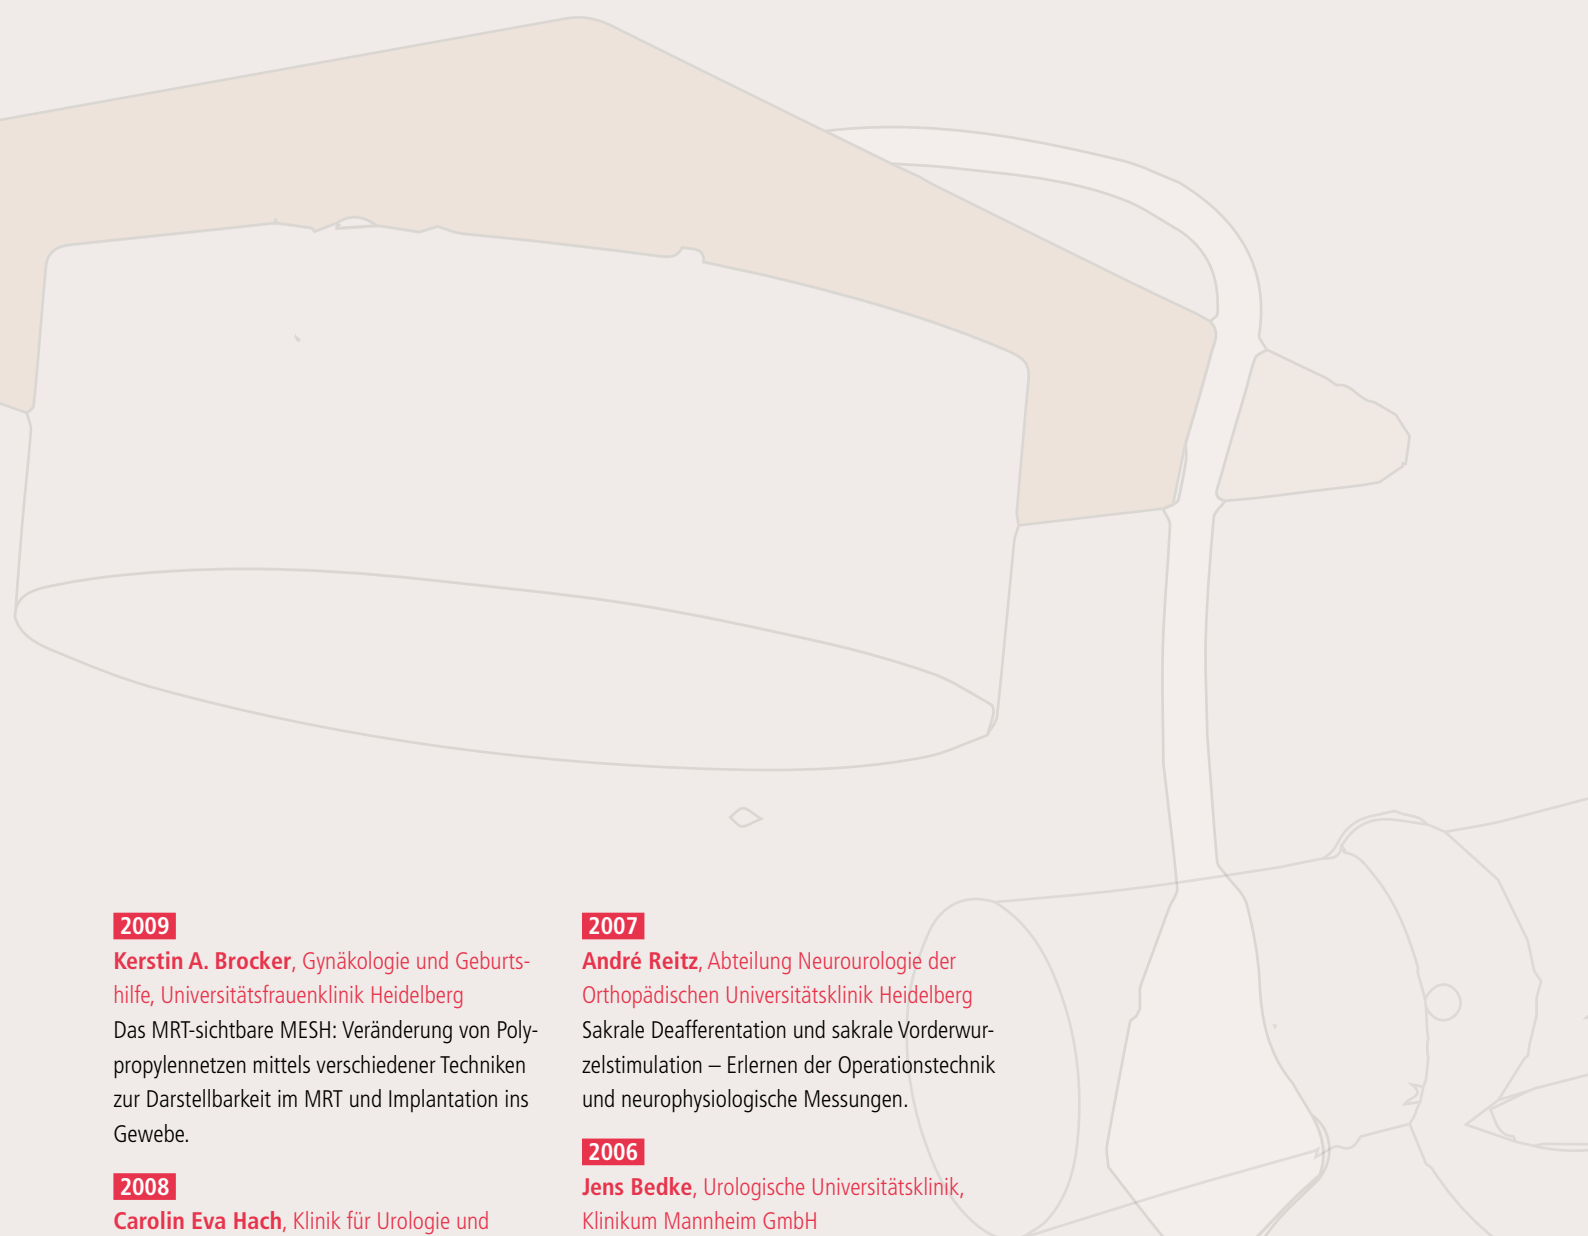 2009
Kerstin A. Brocker, Gynäkologie und Geburts-
hilfe, Universitätsfrauenklinik Heidelberg
Das MRT-sichtbare MESH: Veränderung von Poly-
propylennetzen mittels verschiedener Techniken
zur Darstellbarkeit im MRT und Implantation ins
Gewebe.
2008
Carolin Eva Hach, Klinik für Urologie und
2007
André Reitz, Abteilung Neurourologie der
Orthopädischen Universitätsklinik Heidelberg
Sakrale Deafferentation und sakrale Vorderwur-
zelstimulation – Erlernen der Operationstechnik
und neurophysiologische Messungen.
2006
Jens Bedke, Urologische Universitätsklinik,
Klinikum Mannheim GmbH